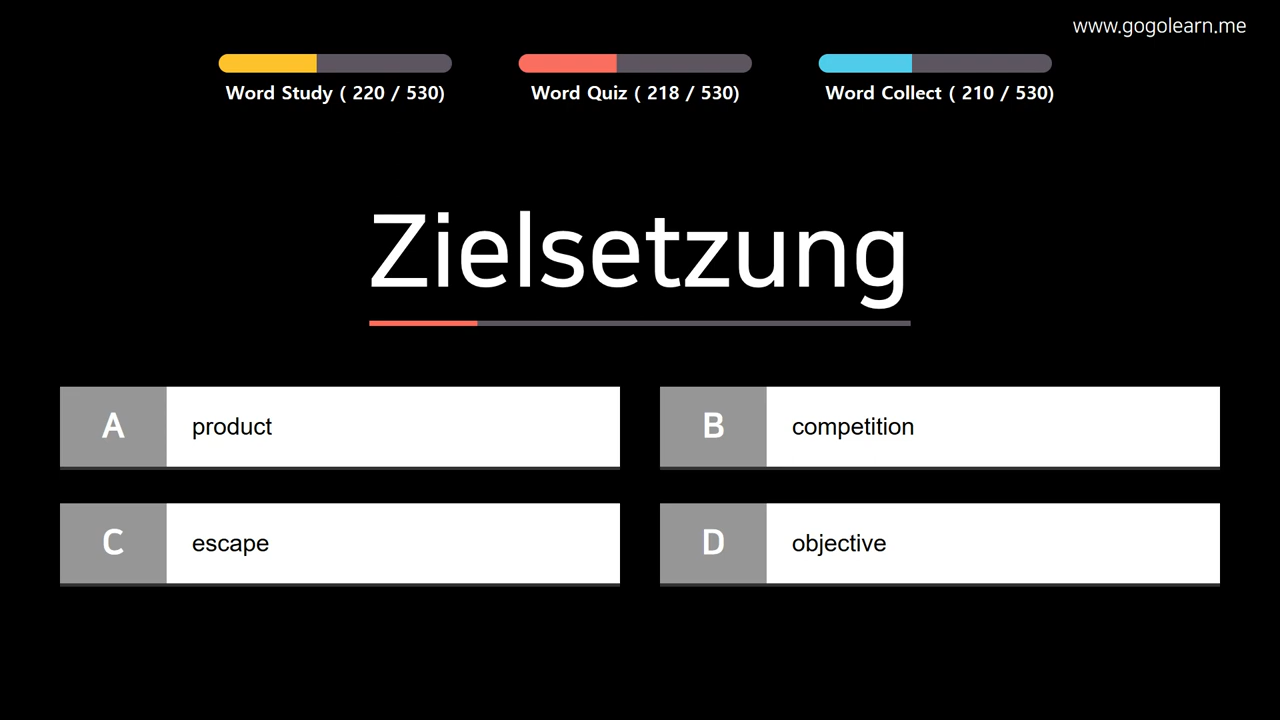 www.gogolearn.me
Word Study ( 220 / 530)
Word Quiz ( 218 / 530)
Word Collect ( 210 / 530)
Zielsetzung
A product
B competition
C escape
D objective